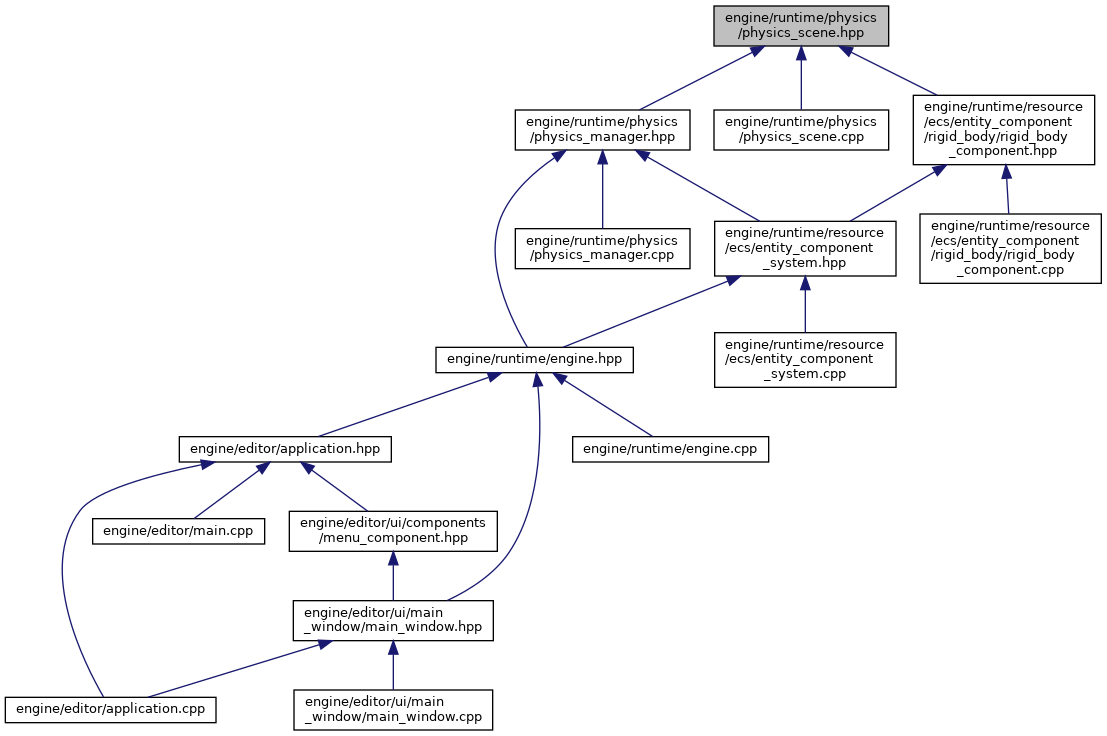 engine/runtime/physics
/physics_scene.hpp
engine/runtime/physics
/physics_manager.hpp
engine/runtime/physics
/physics_scene.cpp
engine/runtime/resource
/ecs/entity_component
/rigid_body/rigid_body
_component.hpp
engine/runtime/physics
/physics_manager.cpp
engine/runtime/resource
/ecs/entity_component
_system.hpp
engine/runtime/resource
/ecs/entity_component
/rigid_body/rigid_body
_component.cpp
engine/runtime/engine.hpp
engine/runtime/resource
/ecs/entity_component
_system.cpp
engine/editor/application.hpp
engine/runtime/engine.cpp
engine/editor/main.cpp
engine/editor/ui/components
/menu_component.hpp
engine/editor/ui/main
_window/main_window.hpp
engine/editor/application.cpp
engine/editor/ui/main
_window/main_window.cpp